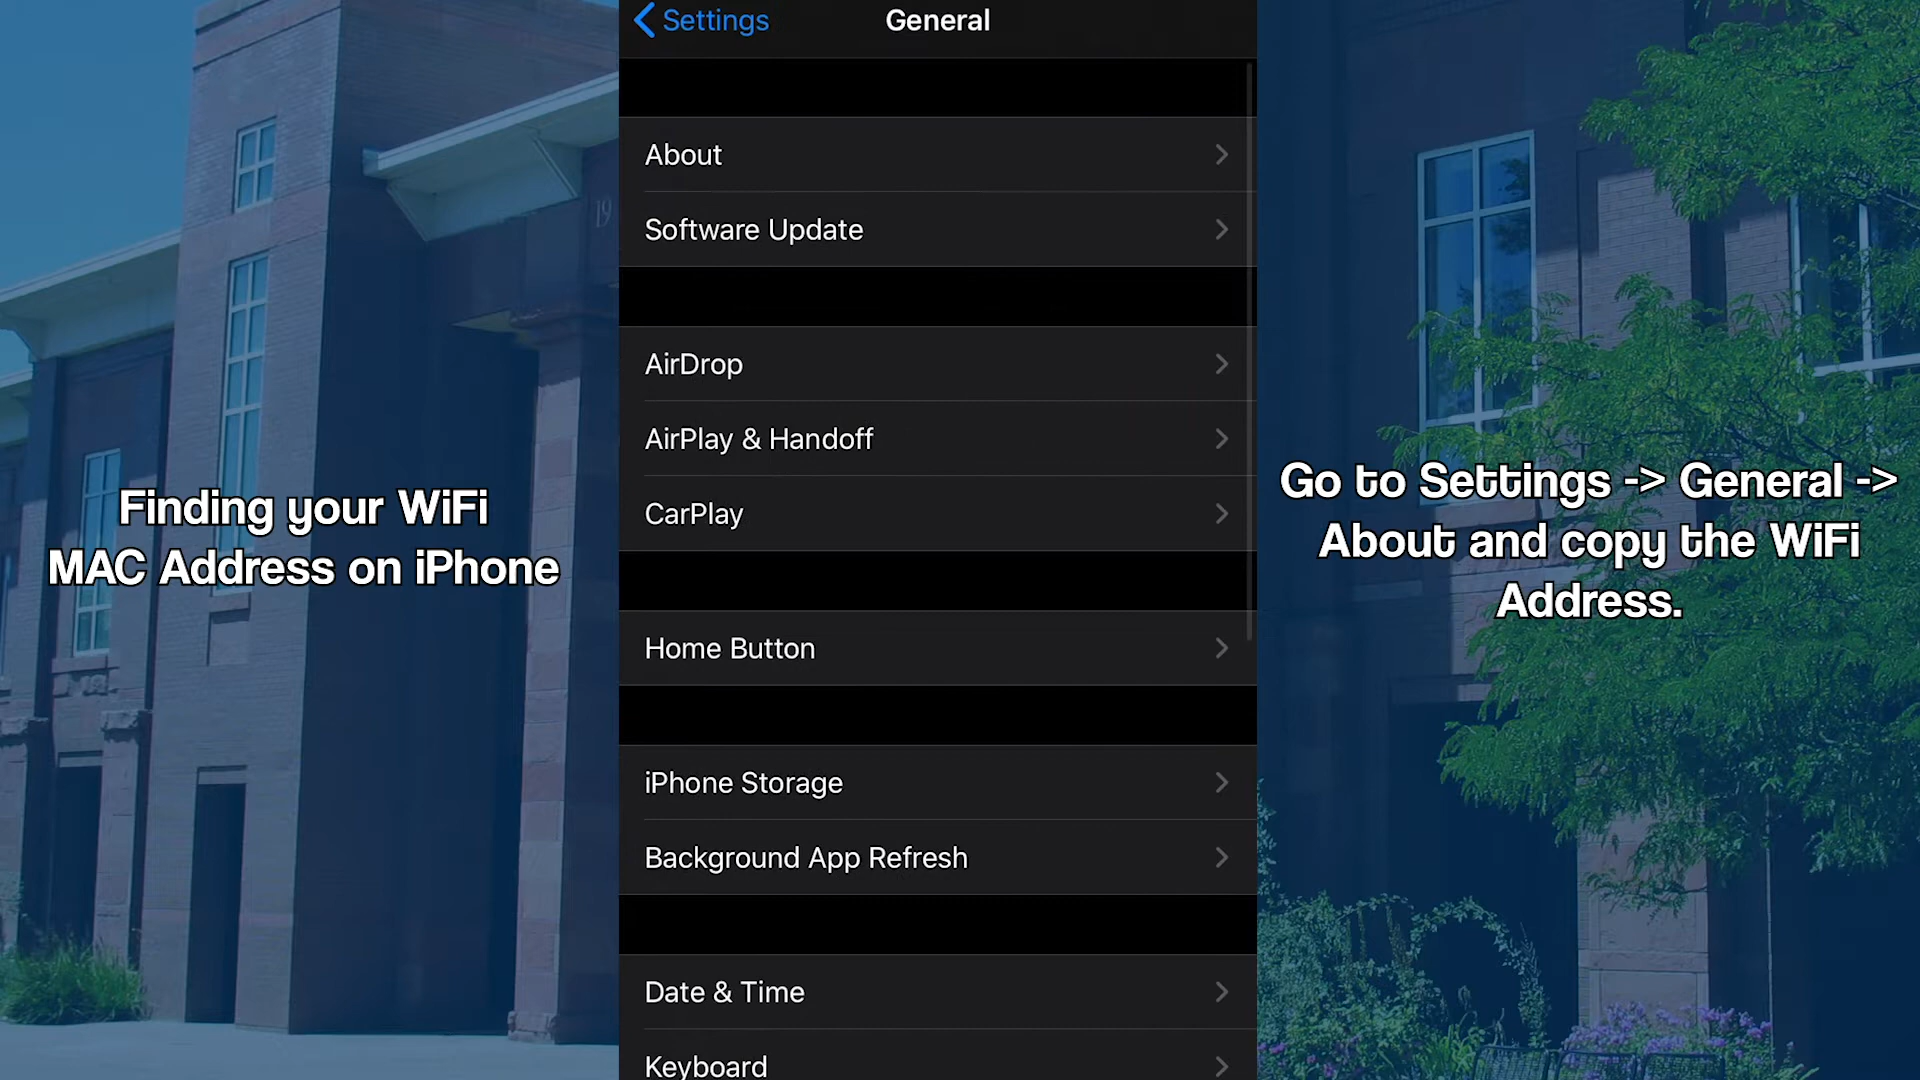 Settings
General
About
Software Update
AirDrop
AirPlay & Handoff
CarPlay
Home Button
iPhone Storage
Background App Refresh
Date & Time
Keyboard
19
Finding your WiFi
MAC Address on iPhone
Go to Settings -> General ->
About and copy the WiFi
Address.